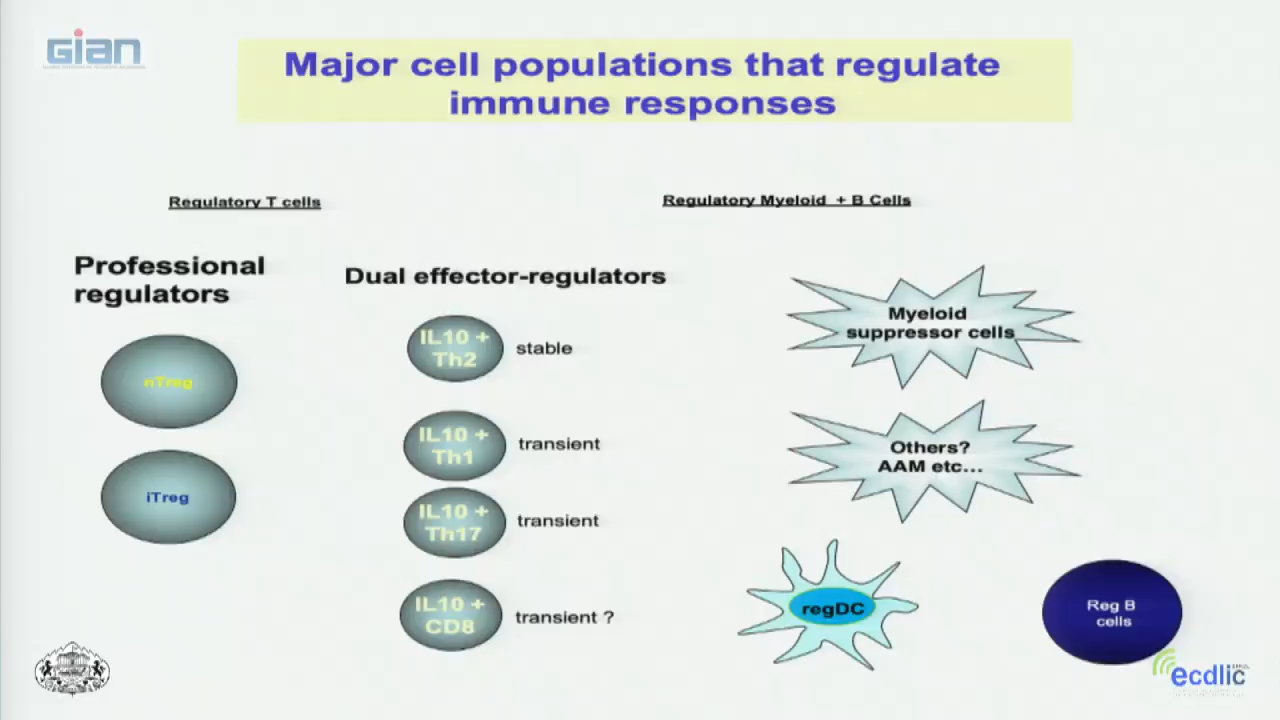 Gian
Major cell populations that regulate
immune responses
Regulatory T cells
Regulatory Myeloid + B Cells
Professional
regulators
Dual effector-regulators
nTreg
iTreg
IL10 +
Th2
stable
IL10 +
Th1
transient
IL10 +
Th17
transient
IL10 +
CD8
transient ?
Myeloid
suppressor cells
Others?
AAM etc...
regDC
Reg B
cells
ecdlic